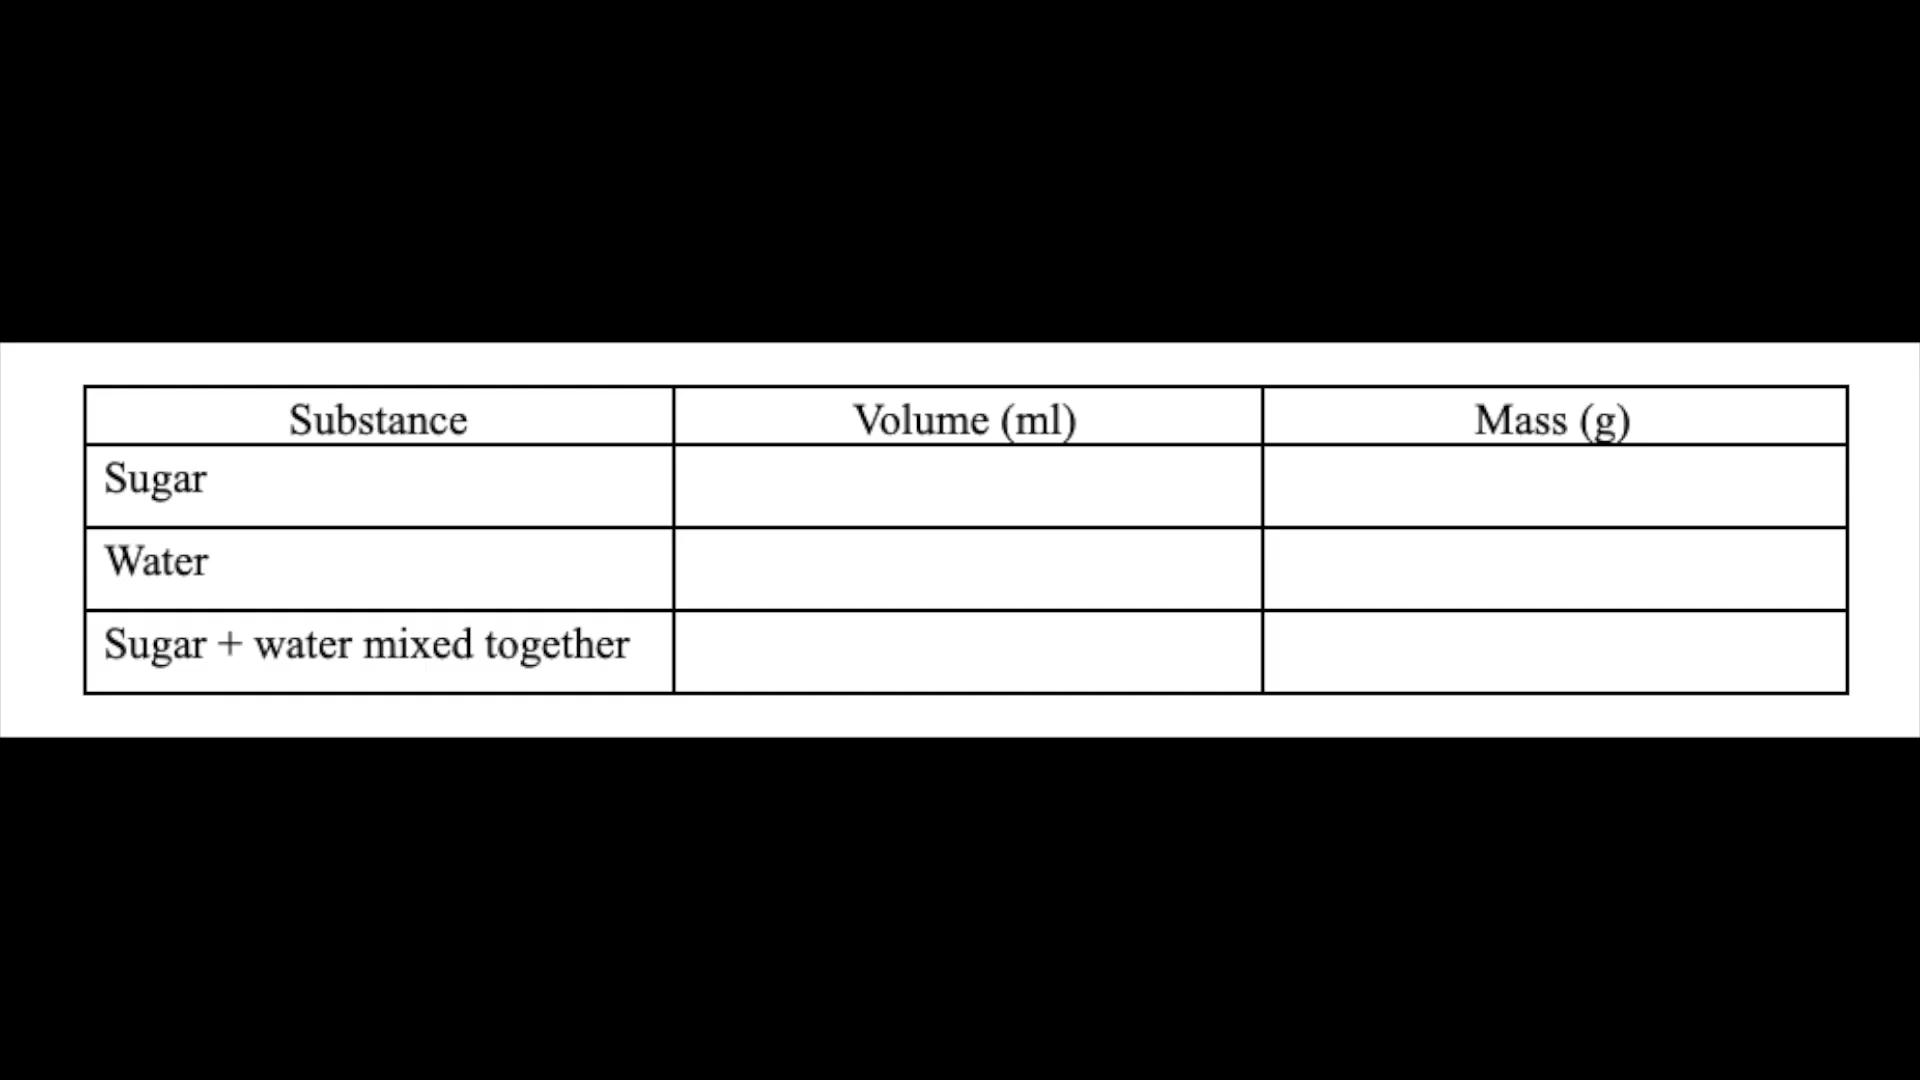 Substance Volume (ml) Mass (g)
Sugar
Water
Sugar + water mixed together